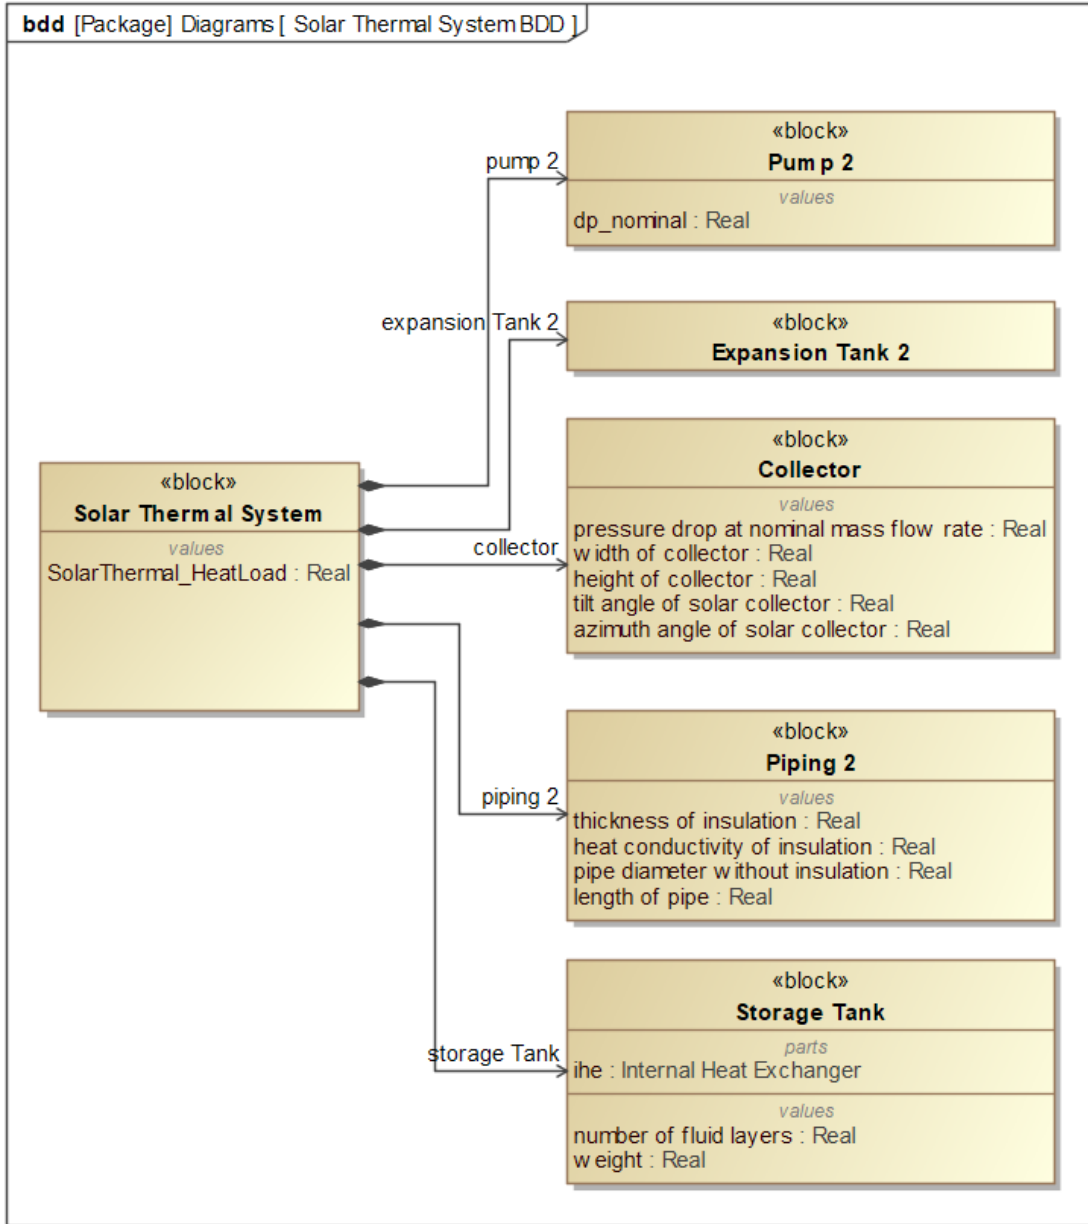 bdd [Package] Diagrams [ Solar Thermal System BDD ]
«block»
Pump 2
values
dp_nominal : Real
pump 2
expansion Tank 2
«block»
Expansion Tank 2
«block»
Solar Thermal System
values
SolarThermal_HeatLoad : Real
collector
«block»
Collector
values
pressure drop at nominal mass flow rate : Real
width of collector : Real
height of collector : Real
tilt angle of solar collector : Real
azimuth angle of solar collector : Real
piping 2
«block»
Piping 2
values
thickness of insulation : Real
heat conductivity of insulation : Real
pipe diameter without insulation : Real
length of pipe : Real
storage Tank
«block»
Storage Tank
parts
ihe : Internal Heat Exchanger
values
number of fluid layers : Real
weight : Real